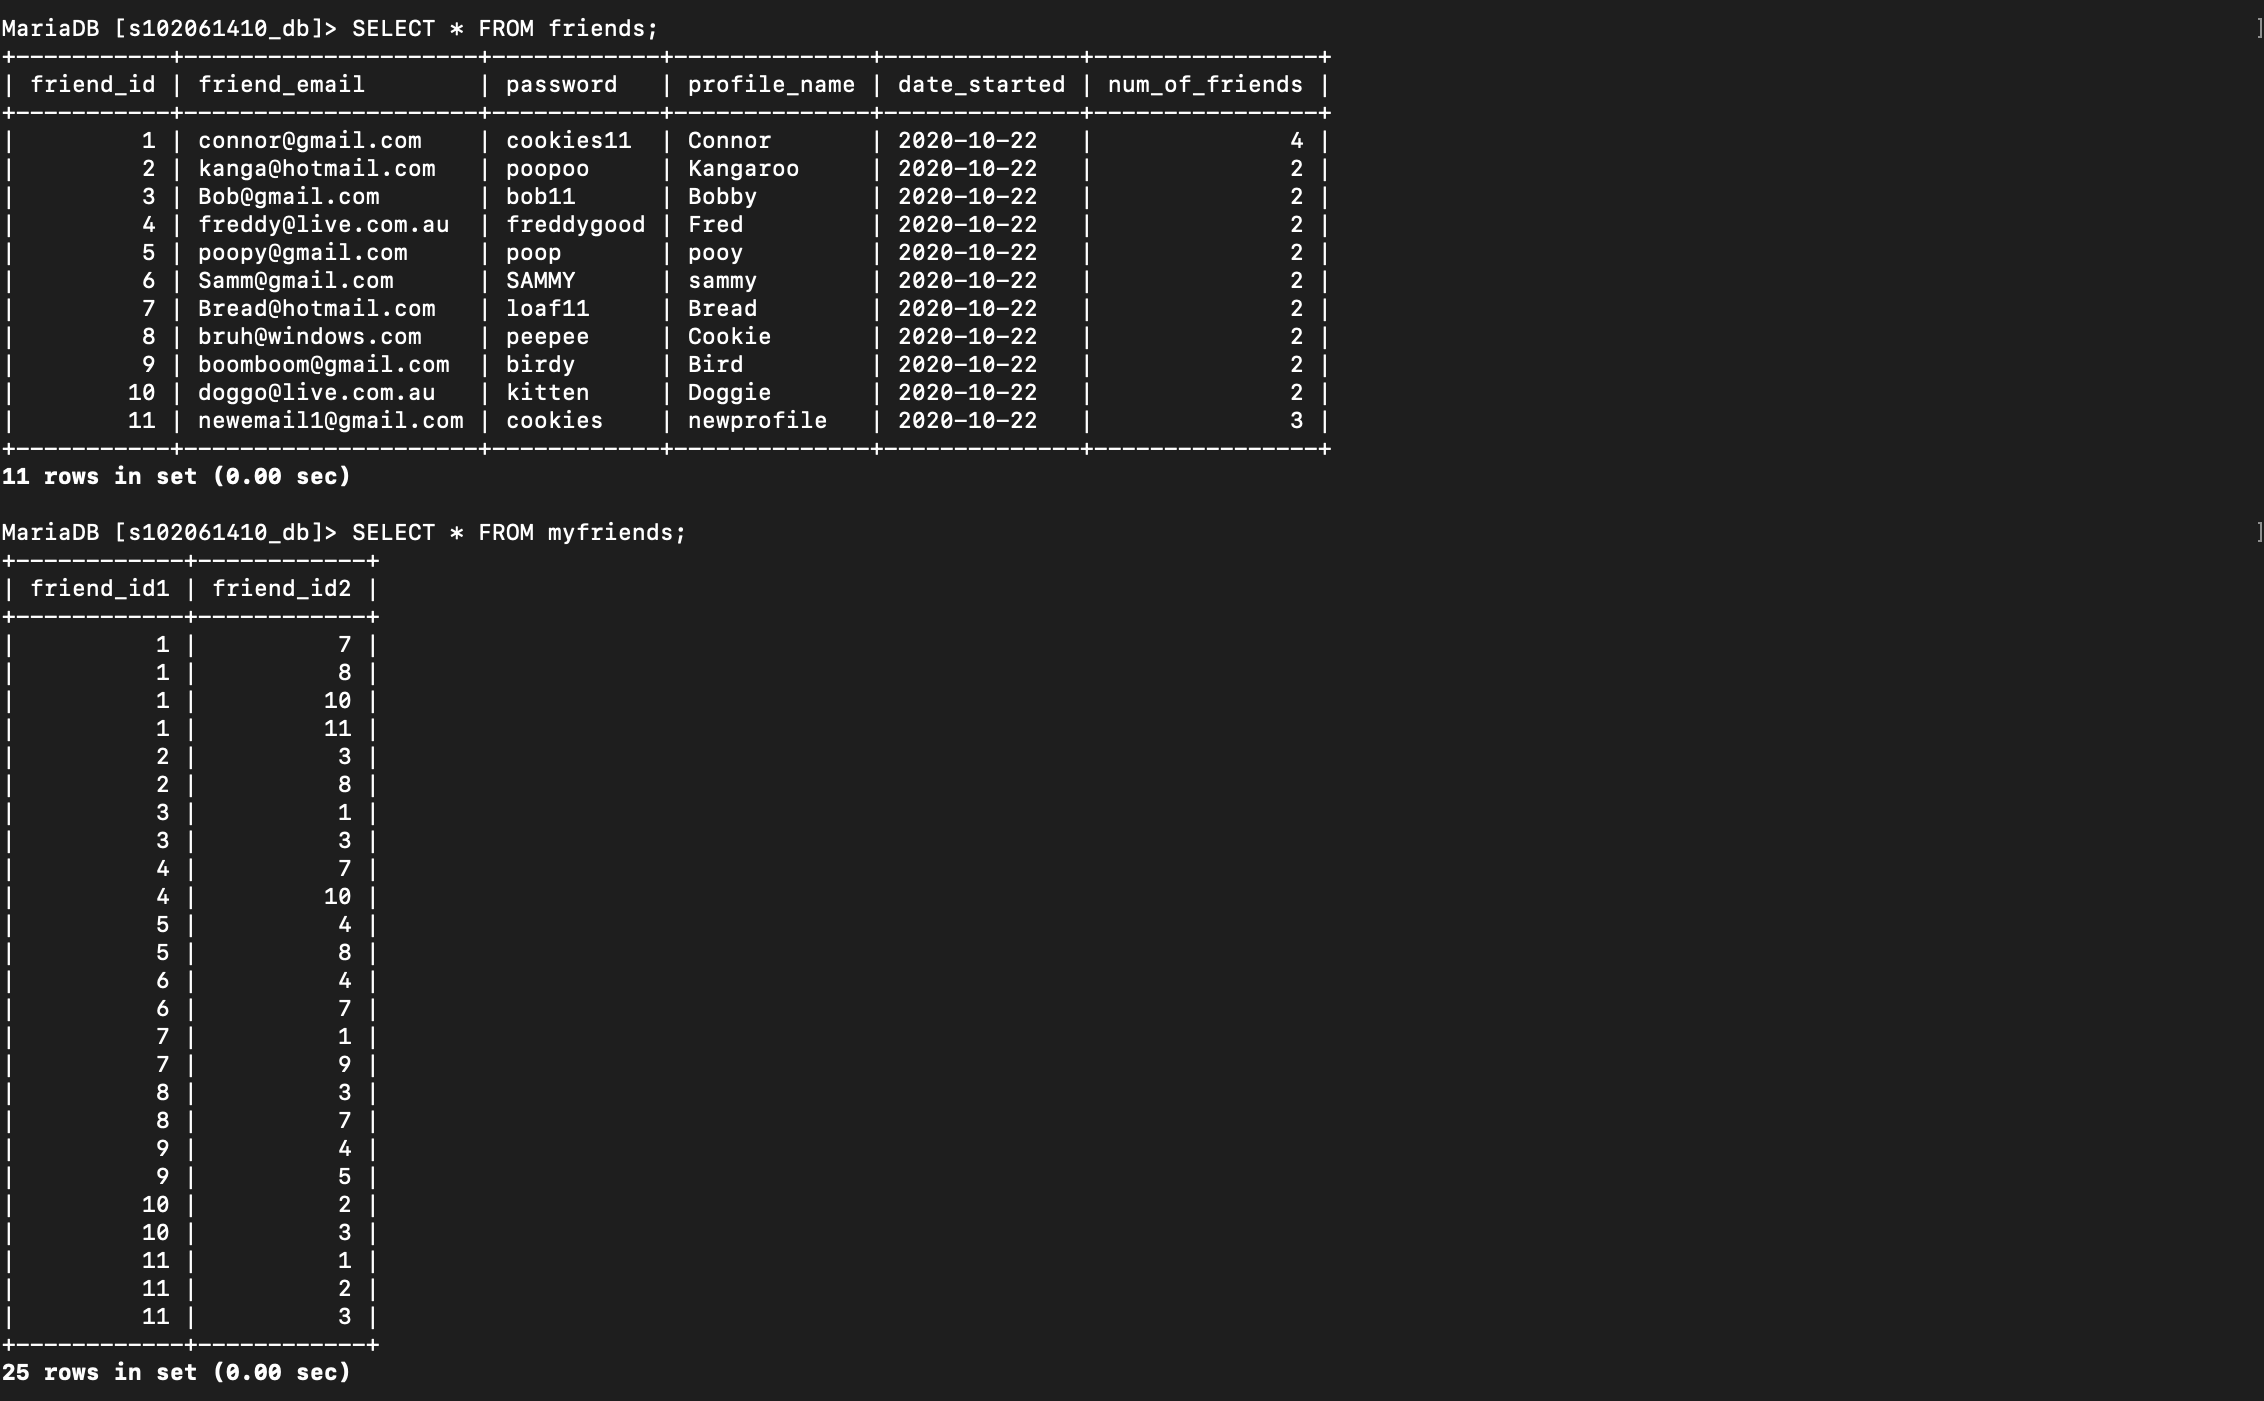 MariaDB [s102061410_db]> SELECT * FROM friends; ]
+-----------+---------------------+------------+--------------+--------------+----------------+
| friend_id | friend_email        | password   | profile_name | date_started | num_of_friends |
+-----------+---------------------+------------+--------------+--------------+----------------+
|         1 | connor@gmail.com    | cookies11  | Connor       | 2020-10-22   |              4 |
|         2 | kanga@hotmail.com   | poopoo     | Kangaroo     | 2020-10-22   |              2 |
|         3 | Bob@gmail.com       | bob11      | Bobby        | 2020-10-22   |              2 |
|         4 | freddy@live.com.au  | freddygood | Fred         | 2020-10-22   |              2 |
|         5 | poopy@gmail.com     | poop       | pooy         | 2020-10-22   |              2 |
|         6 | Samm@gmail.com      | SAMMY      | sammy        | 2020-10-22   |              2 |
|         7 | Bread@hotmail.com   | loaf11     | Bread        | 2020-10-22   |              2 |
|         8 | bruh@windows.com    | peepee     | Cookie       | 2020-10-22   |              2 |
|         9 | boomboom@gmail.com  | birdy      | Bird         | 2020-10-22   |              2 |
|        10 | doggo@live.com.au   | kitten     | Doggie       | 2020-10-22   |              2 |
|        11 | newemail1@gmail.com | cookies    | newprofile   | 2020-10-22   |              3 |
+-----------+---------------------+------------+--------------+--------------+----------------+
11 rows in set (0.00 sec)
MariaDB [s102061410_db]> SELECT * FROM myfriends; ]
+------------+------------+
| friend_id1 | friend_id2 |
+------------+------------+
|          1 |          7 |
|          1 |          8 |
|          1 |         10 |
|          1 |         11 |
|          2 |          3 |
|          2 |          8 |
|          3 |          1 |
|          3 |          3 |
|          4 |          7 |
|          4 |         10 |
|          5 |          4 |
|          5 |          8 |
|          6 |          4 |
|          6 |          7 |
|          7 |          1 |
|          7 |          9 |
|          8 |          3 |
|          8 |          7 |
|          9 |          4 |
|          9 |          5 |
|         10 |          2 |
|         10 |          3 |
|         11 |          1 |
|         11 |          2 |
|         11 |          3 |
+------------+------------+
25 rows in set (0.00 sec)